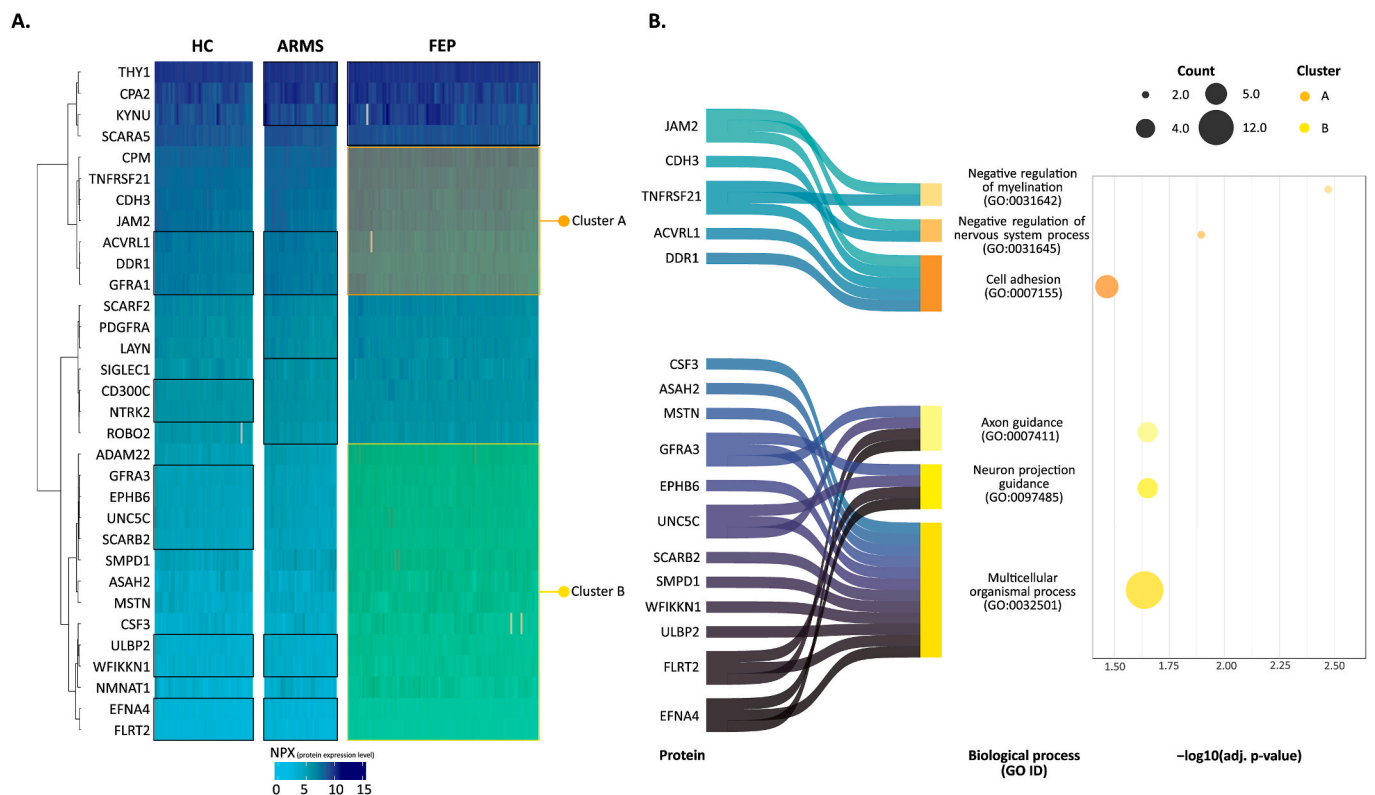 A.
HC
ARMS
FEP
THY1
CPA2
KYNU
SCARA5
CPM
TNFRSF21
CDH3
JAM2
ACVRL1
DDR1
GFRA1
SCARF2
PDGFRA
LAYN
SIGLEC1
CD300C
NTRK2
ROBO2
ADAM22
GFRA3
EPHB6
UNC5C
SCARB2
SMPD1
ASAH2
MSTN
CSF3
ULBP2
WFIKKN1
NMNAT1
EFNA4
FLRT2
Cluster A
Cluster B
NPX (protein expression level)
0 5 10 15
B.
Count
2.0 5.0
4.0 12.0
Cluster
A
B
JAM2
CDH3
TNFRSF21
ACVRL1
DDR1
CSF3
ASAH2
MSTN
GFRA3
EPHB6
UNC5C
SCARB2
SMPD1
WFIKKN1
ULBP2
FLRT2
EFNA4
Protein
Negative regulation
of myelination
(GO:0031642)
Negative regulation of
nervous system process
(GO:0031645)
Cell adhesion
(GO:0007155)
Axon guidance
(GO:0007411)
Neuron projection
guidance
(GO:0097485)
Multicellular
organismal process
(GO:0032501)
Biological process
(GO ID)
1.50 1.75 2.00 2.25 2.50
−log10(adj. p-value)